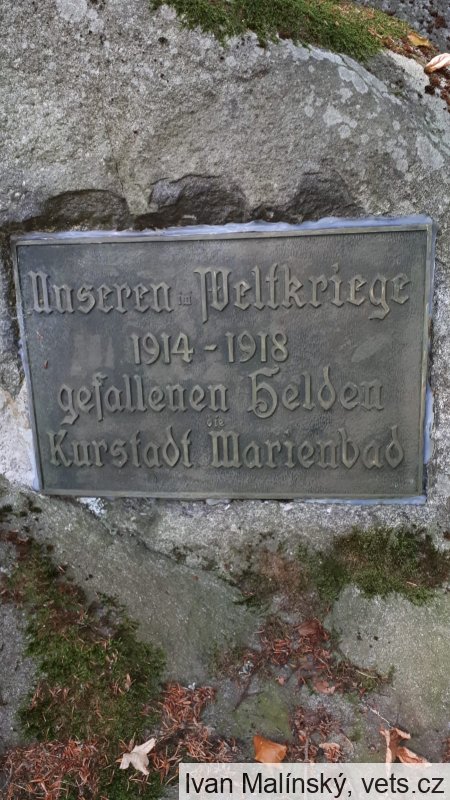 Unseren im Weltkriege
1914 - 1918
gefallenen Helden
die
Kurstadt Marienbad
Ivan Malínský, vets.cz